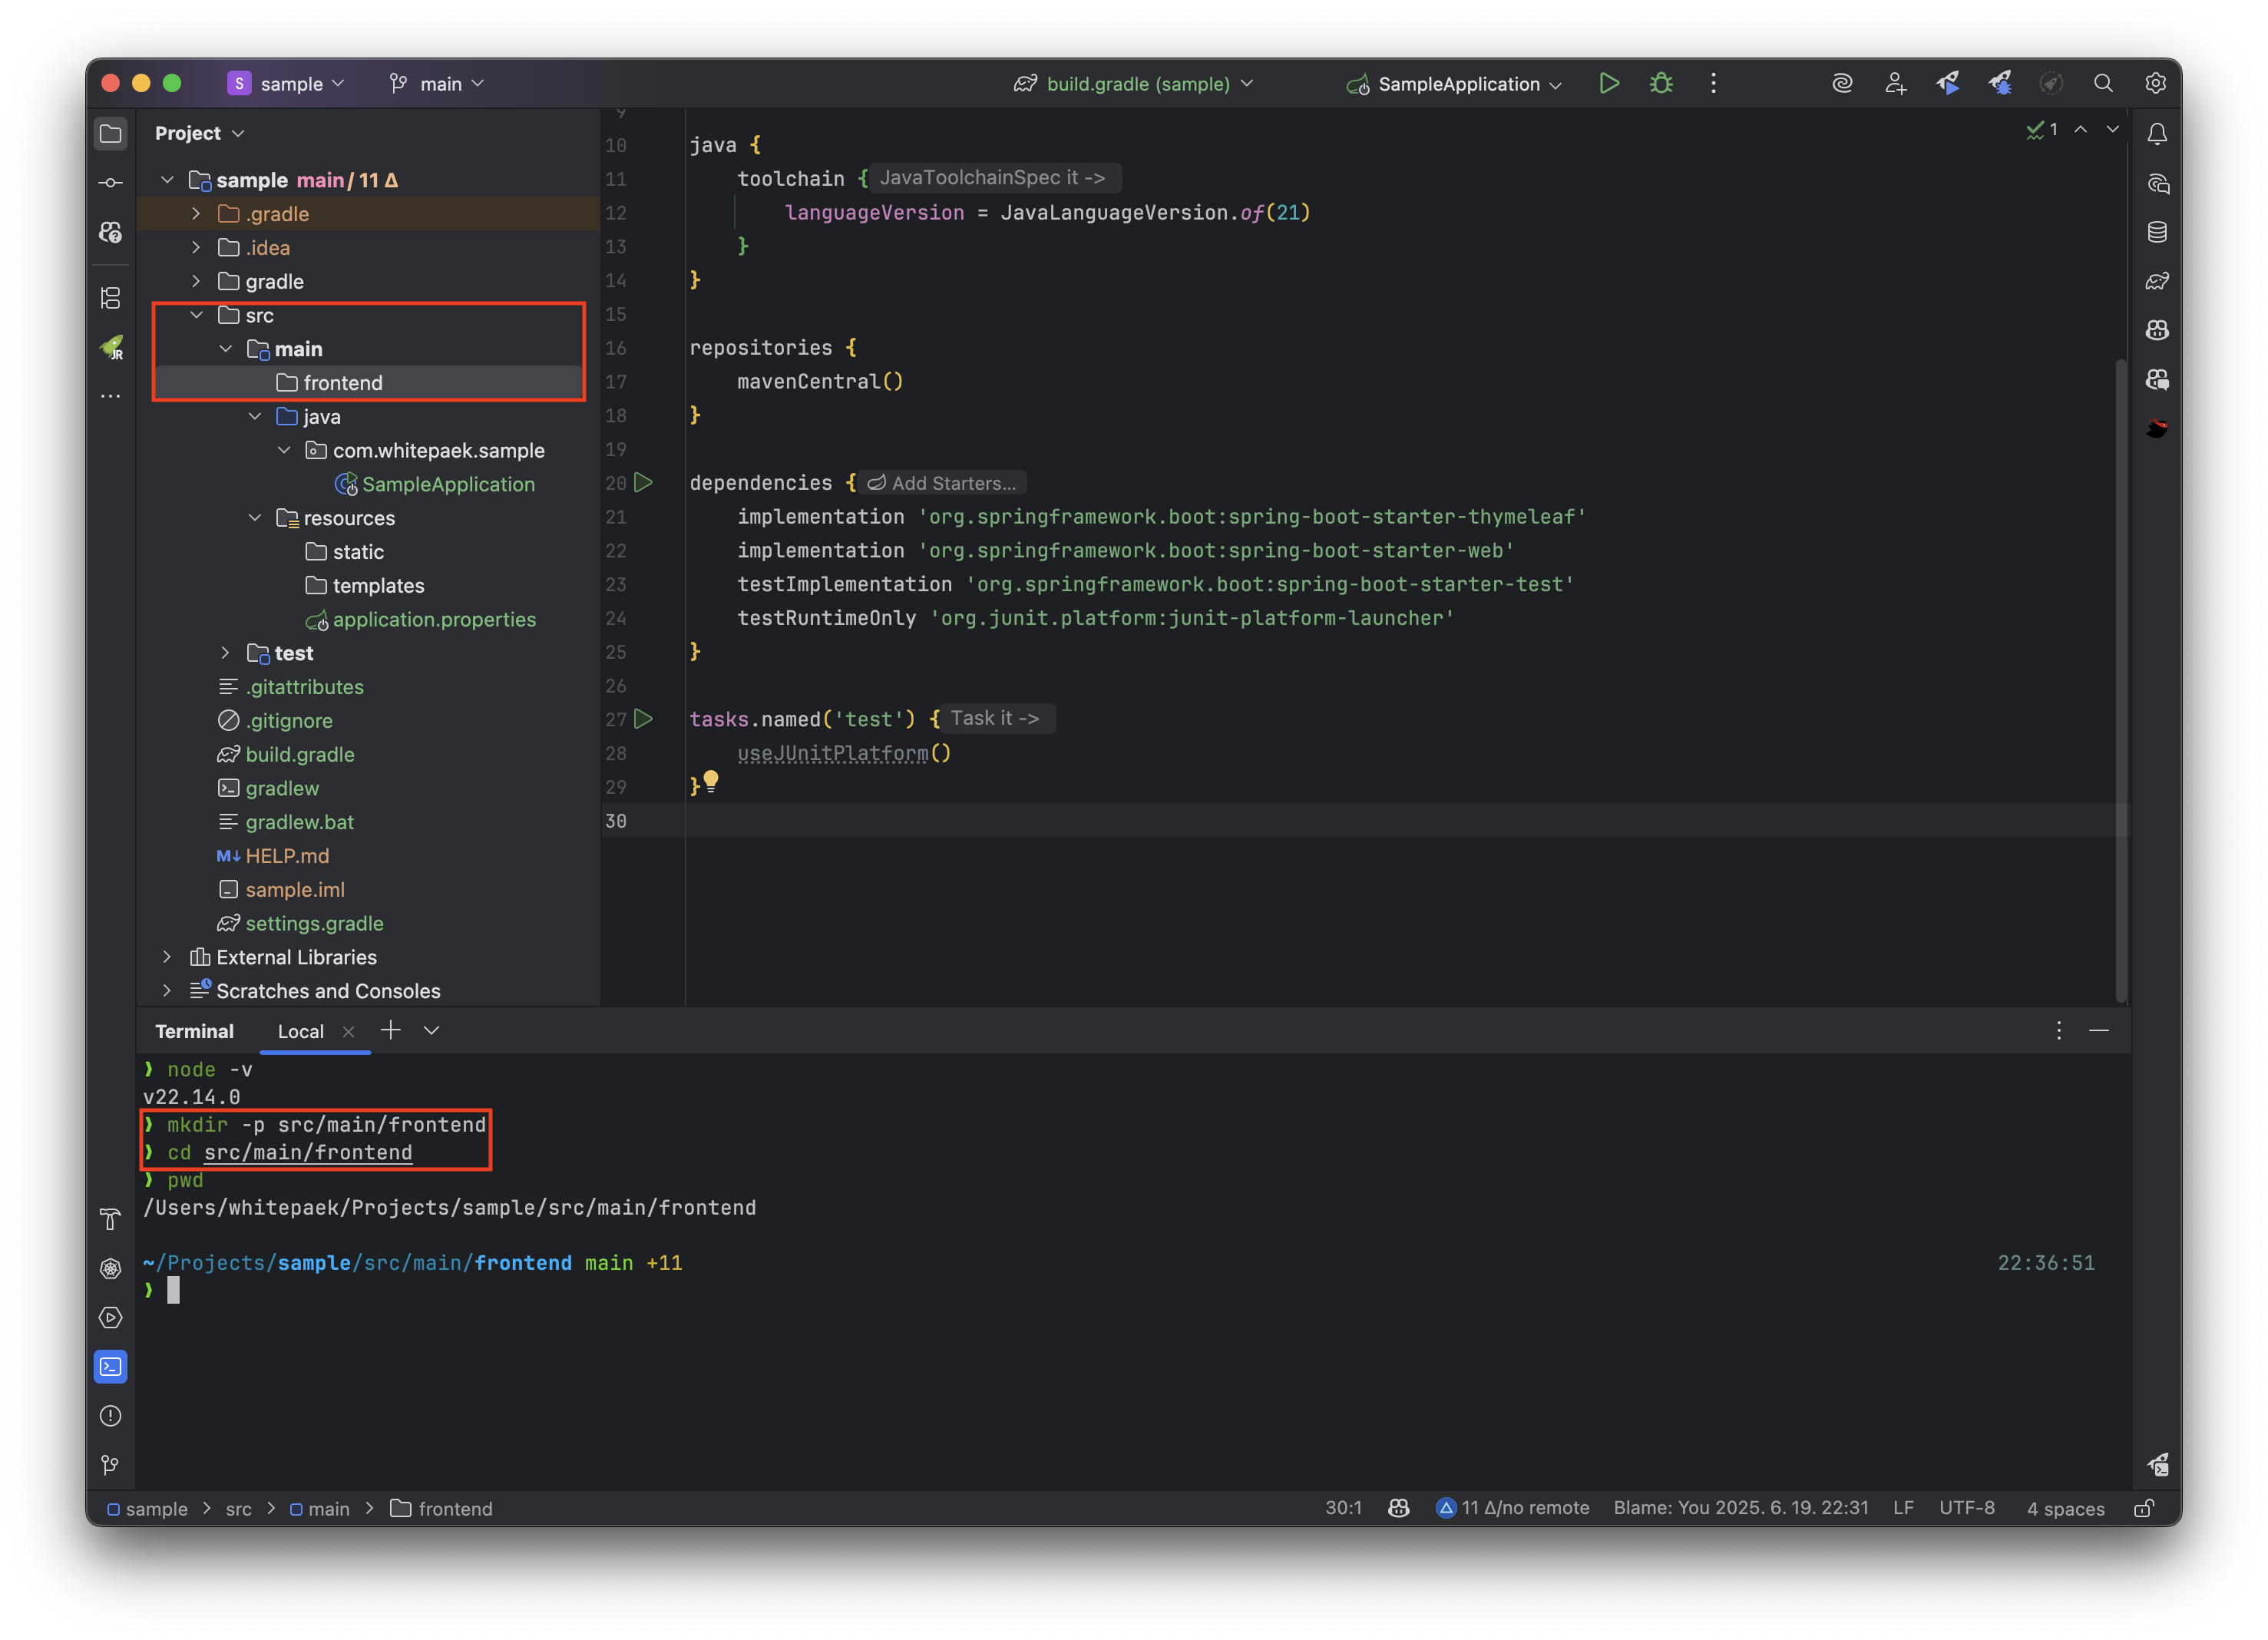 S sample main build.gradle (sample) SampleApplication
Project
sample main / 11 Δ
.gradle
.idea
gradle
src
main
frontend
java
com.whitepaek.sample
SampleApplication
resources
static
templates
application.properties
test
.gitattributes
.gitignore
build.gradle
gradlew
gradlew.bat
M↓ HELP.md
sample.iml
settings.gradle
External Libraries
Scratches and Consoles
JR
1
9
10 java {
11 toolchain { JavaToolchainSpec it ->
12 languageVersion = JavaLanguageVersion.of(21)
13 }
14 }
15
16 repositories {
17 mavenCentral()
18 }
19
20 dependencies { Add Starters...
21 implementation 'org.springframework.boot:spring-boot-starter-thymeleaf'
22 implementation 'org.springframework.boot:spring-boot-starter-web'
23 testImplementation 'org.springframework.boot:spring-boot-starter-test'
24 testRuntimeOnly 'org.junit.platform:junit-platform-launcher'
25 }
26
27 tasks.named('test') { Task it ->
28 useJUnitPlatform()
29 }
30
Terminal Local
❯ node -v
v22.14.0
❯ mkdir -p src/main/frontend
❯ cd src/main/frontend
❯ pwd
/Users/whitepaek/Projects/sample/src/main/frontend
~/Projects/sample/src/main/frontend main +11 22:36:51
❯
sample > src > main > frontend 30:1 11 Δ/no remote Blame: You 2025. 6. 19. 22:31 LF UTF-8 4 spaces